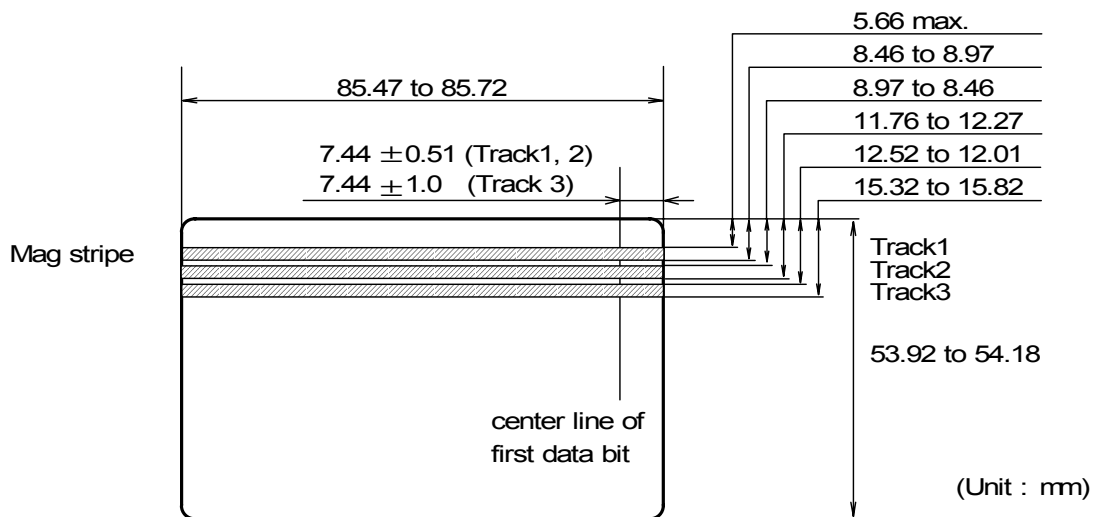 5.66 max.
8.46 to 8.97
85.47 to 85.72
8.97 to 8.46
11.76 to 12.27
7.44 ±0.51 (Track1, 2)
12.52 to 12.01
7.44 ±1.0 (Track 3)
15.32 to 15.82
Mag stripe
Track1
Track2
Track3
53.92 to 54.18
center line of
first data bit
(Unit : mm)